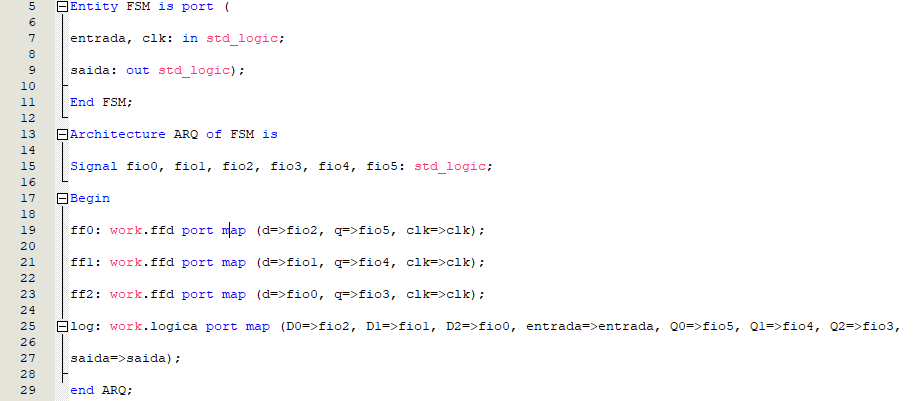 5 Entity FSM is port (
6
7 entrada, clk: in std_logic;
8
9 saida: out std_logic);
10
11 End FSM;
12
13 Architecture ARQ of FSM is
14
15 Signal fio0, fio1, fio2, fio3, fio4, fio5: std_logic;
16
17 Begin
18
19 ff0: work.ffd port map (d=>fio2, q=>fio5, clk=>clk);
20
21 ff1: work.ffd port map (d=>fio1, q=>fio4, clk=>clk);
22
23 ff2: work.ffd port map (d=>fio0, q=>fio3, clk=>clk);
24
25 log: work.logica port map (D0=>fio2, D1=>fio1, D2=>fio0, entrada=>entrada, Q0=>fio5, Q1=>fio4, Q2=>fio3,
26
27 saida=>saida);
28
29 end ARQ;